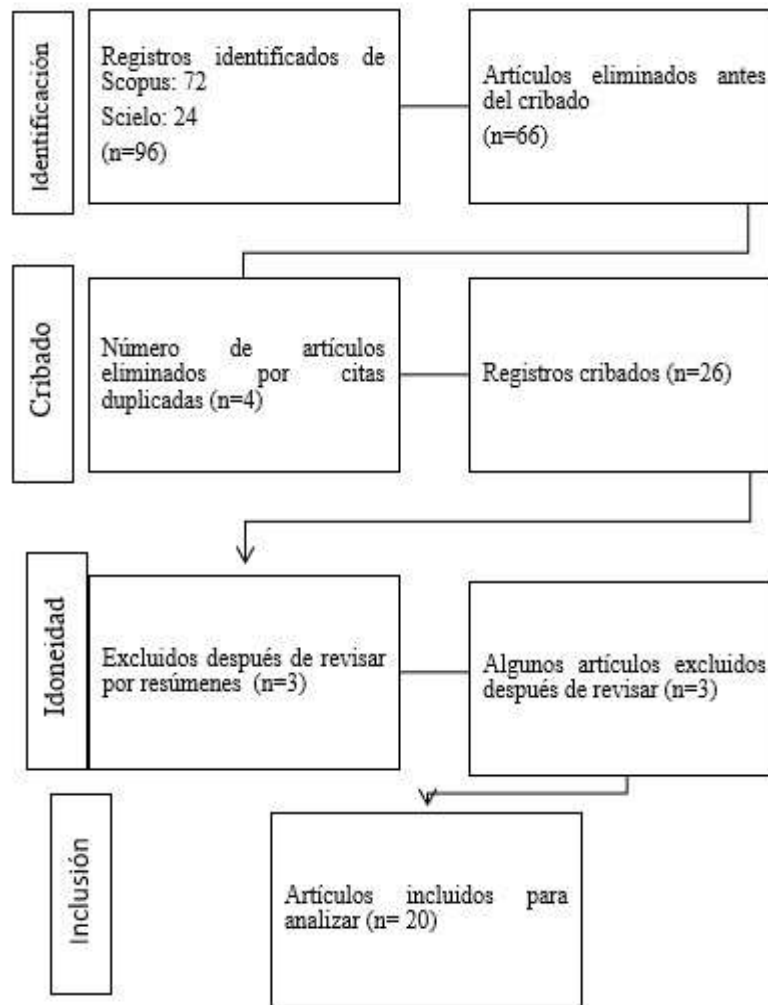 Identificación
Registros identificados de
Scopus: 72
Scielo: 24
(n=96)
Artículos eliminados antes
del cribado
(n=66)
Cribado
Número de artículos
eliminados por citas
duplicadas (n=4)
Registros cribados (n=26)
Idoneidad
Excluidos después de revisar
por resúmenes (n=3)
Algunos artículos excluidos
después de revisar (n=3)
Inclusión
Artículos incluidos para
analizar (n= 20)